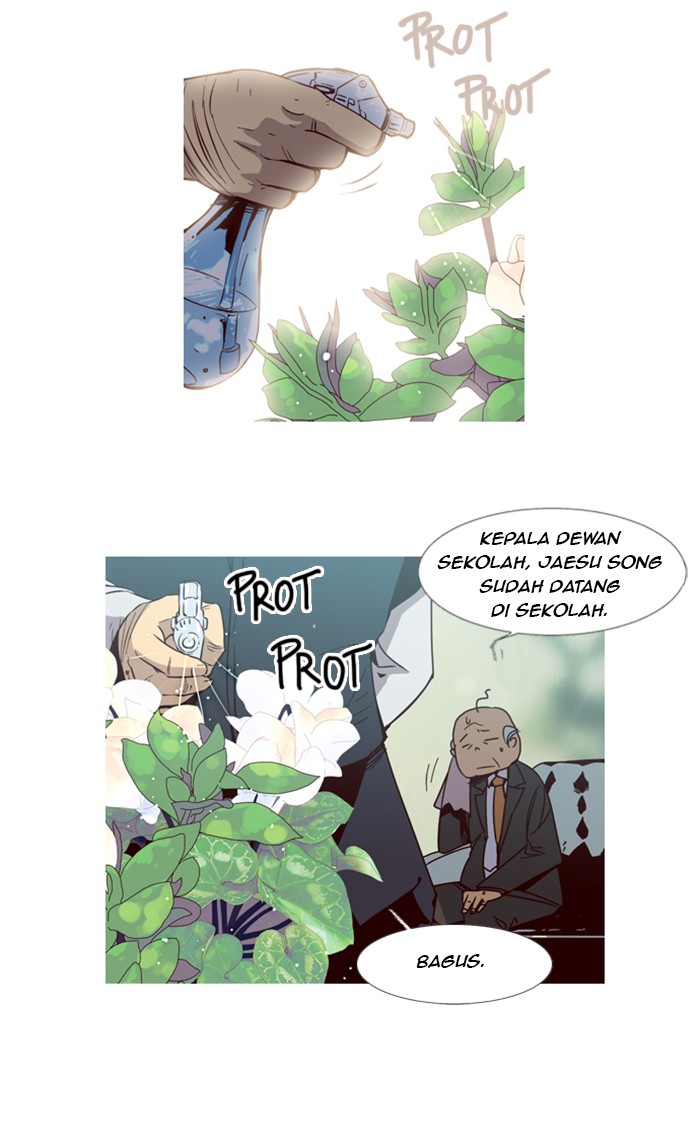 PROT
PROT
KEPALA DEWAN
SEKOLAH, JAESU SONG
SUDAH DATANG
DI SEKOLAH.
PROT
PROT
BAGUS.